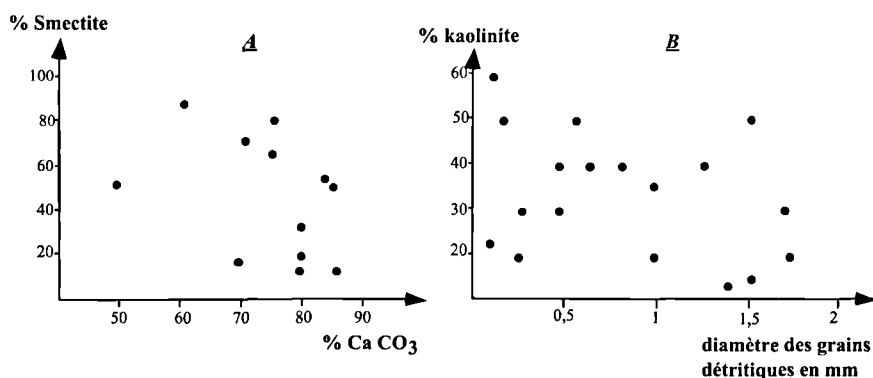 % Smectite
A
100
80
60
40
20
50 60 70 80 90
% Ca CO₃
% kaolinite
B
60
50
40
30
20
0,5 1 1,5 2
diamètre des grains
détritiques en mm